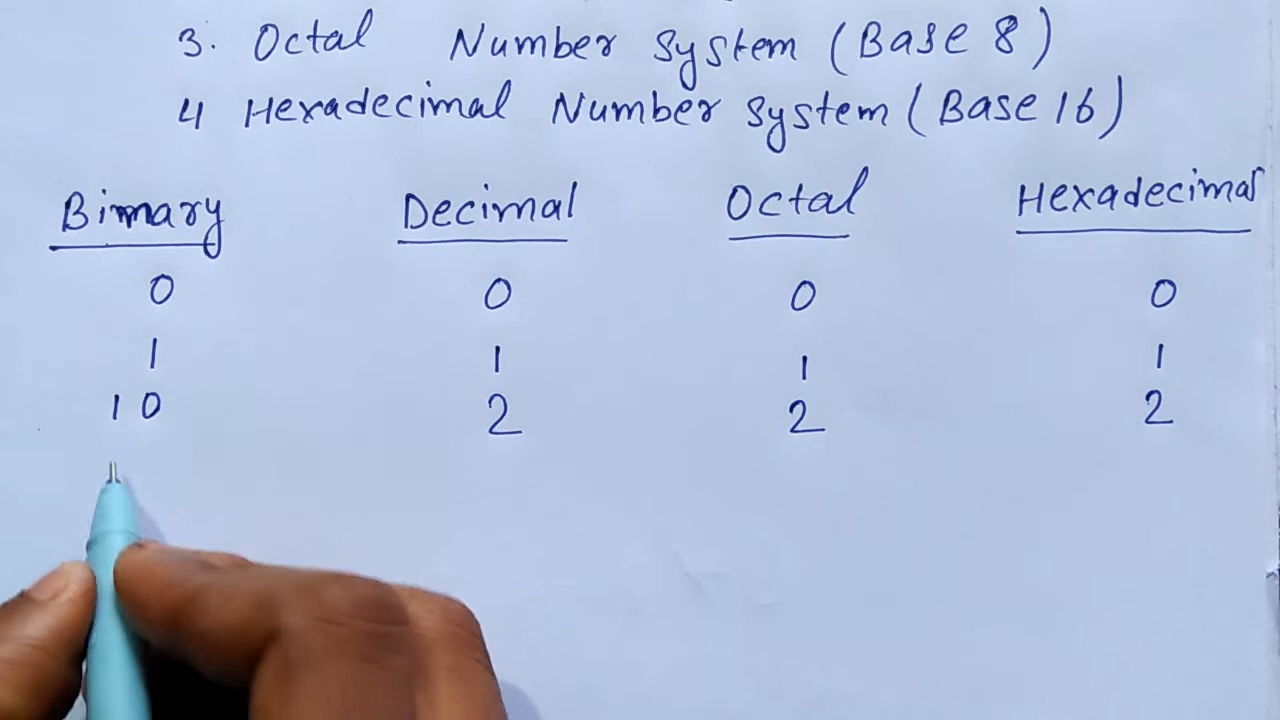 3. Octal Number System (Base 8)
4 Hexadecimal Number System (Base 16)
Binary Decimal Octal Hexadecimal
0 0 0 0
1 1 1 1
10 2 2 2